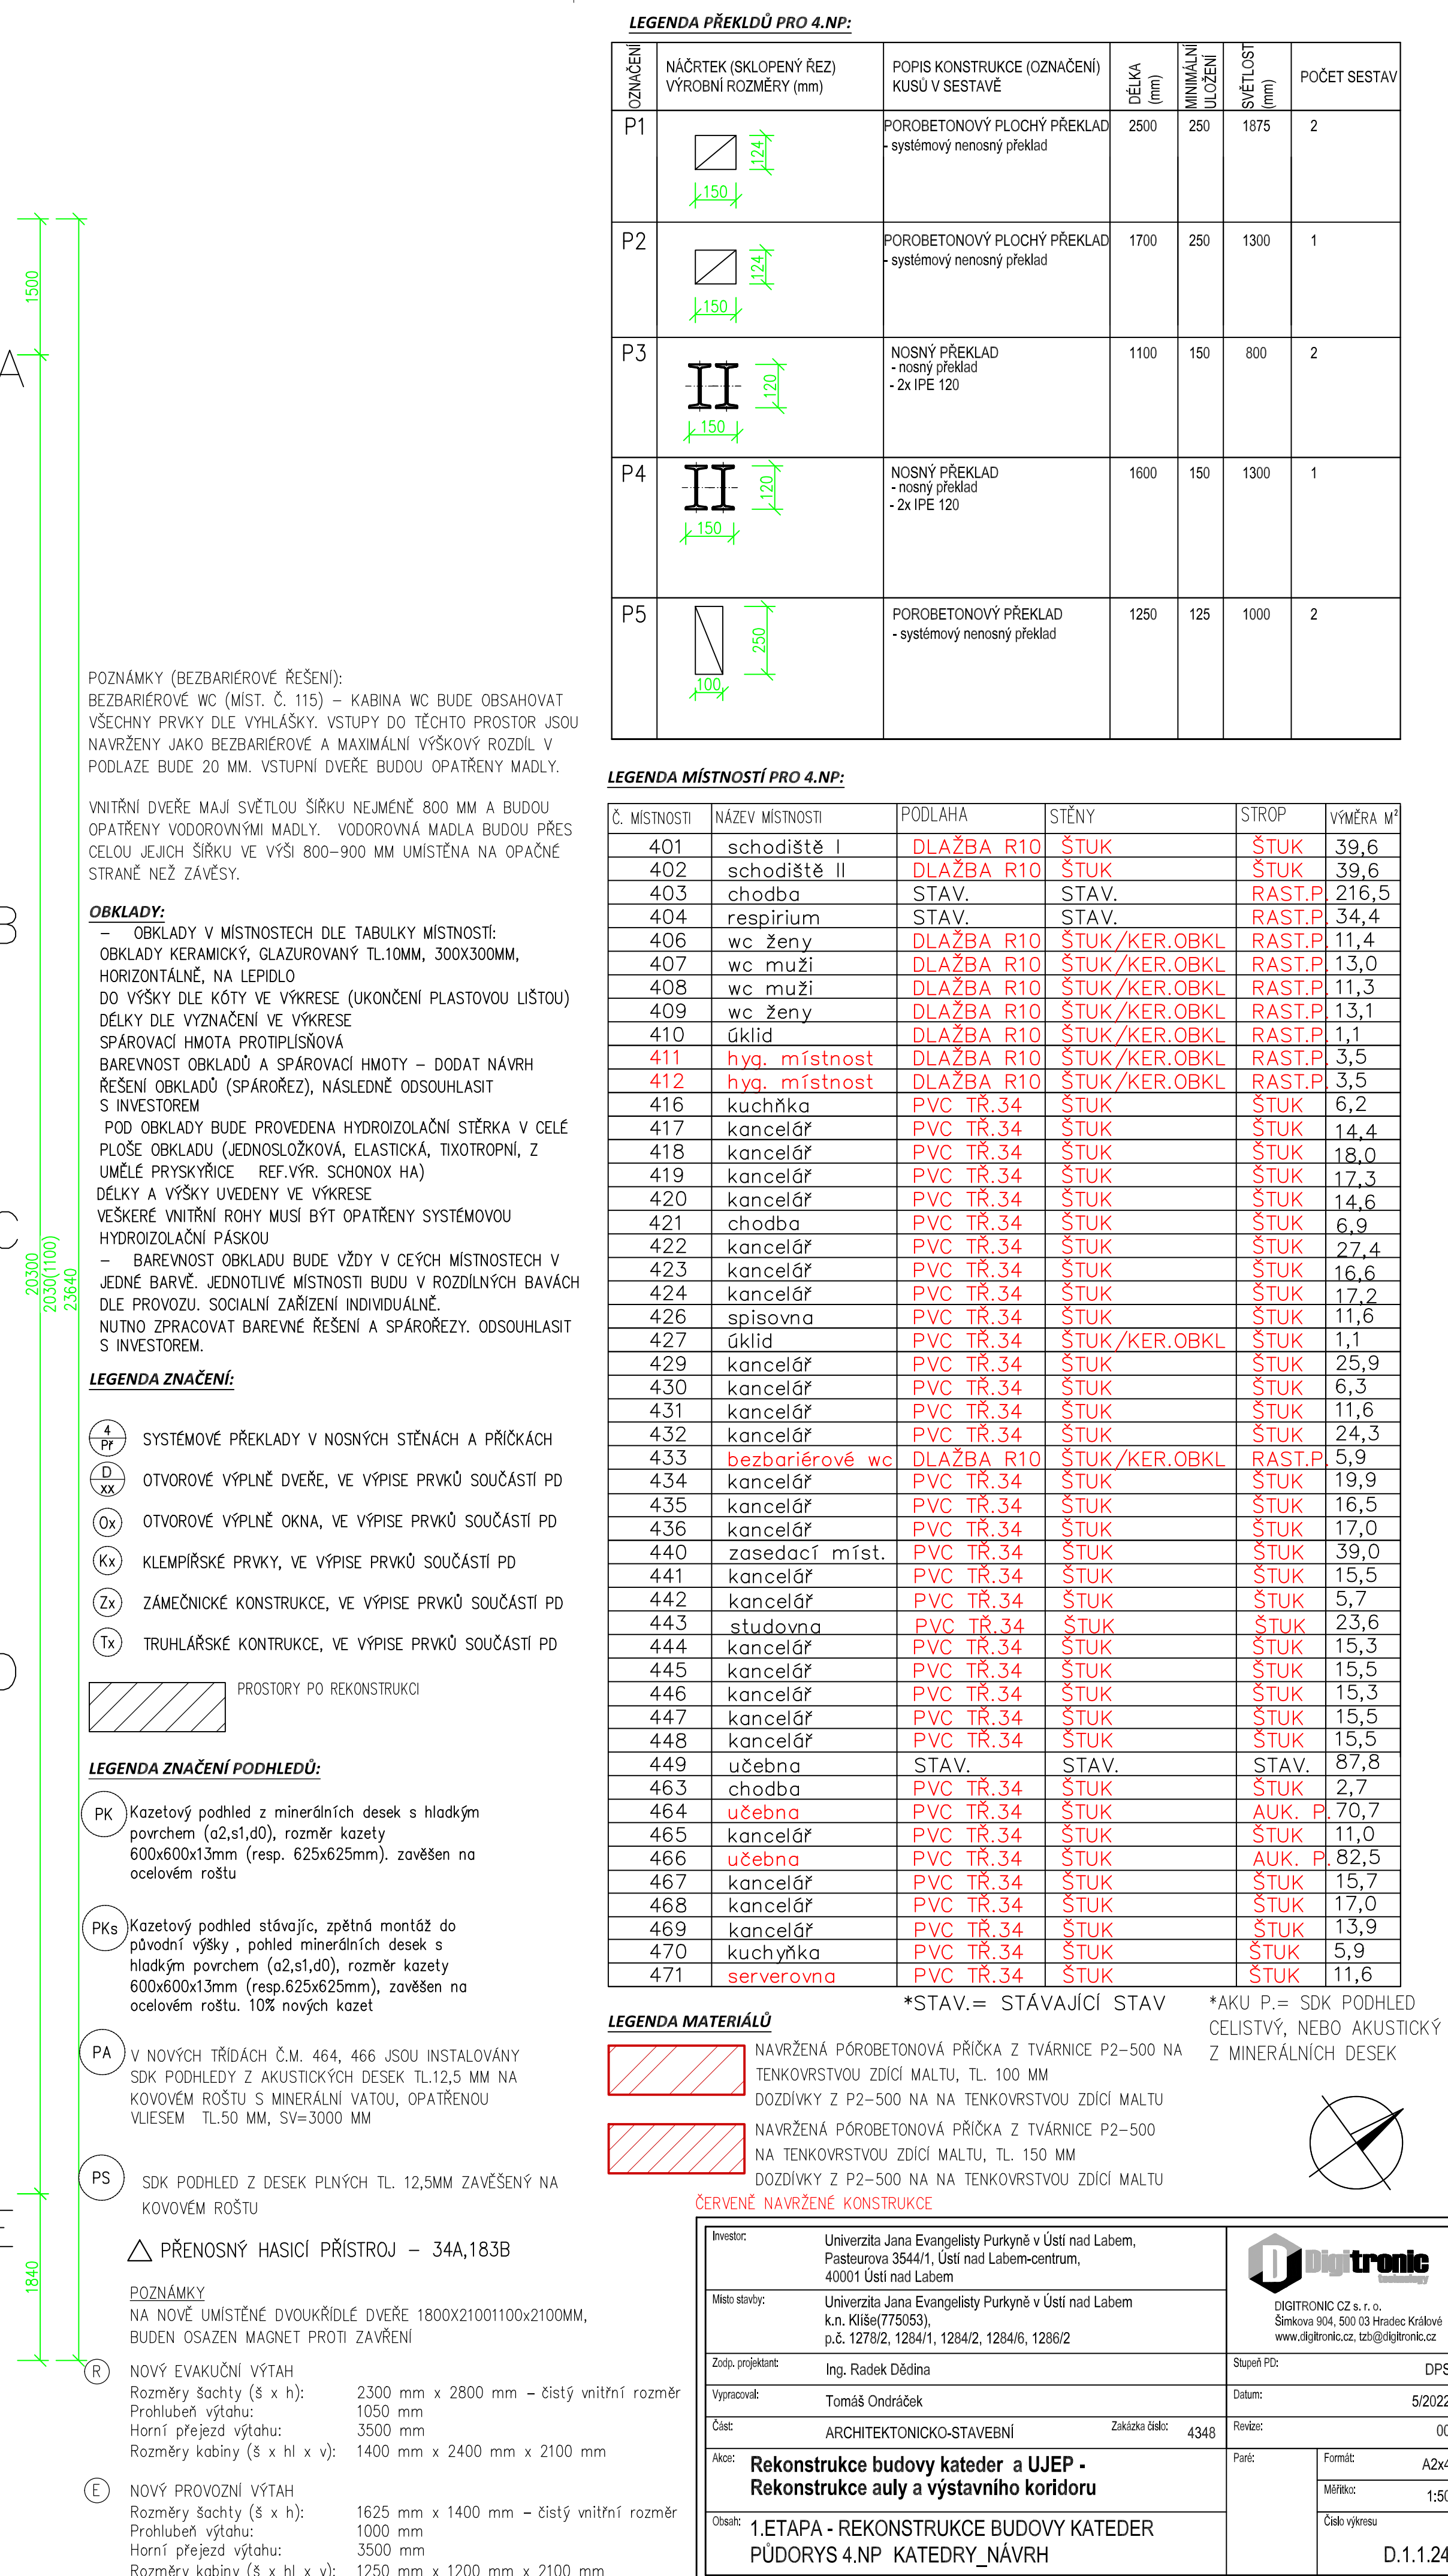 LEGENDA PŘEKLDŮ PRO 4.NP:
OZNAČENÍ NÁČRTEK (SKLOPENÝ ŘEZ) VÝROBNÍ ROZMĚRY (mm) POPIS KONSTRUKCE (OZNAČENÍ) KUSŮ V SESTAVĚ DÉLKA (mm) MINIMÁLNÍ ULOŽENÍ SVĚTLOST (mm) POČET SESTAV
P1 POROBETONOVÝ PLOCHÝ PŘEKLAD 2500 250 1875 2
- systémový nenosný překlad
124
150
P2 POROBETONOVÝ PLOCHÝ PŘEKLAD 1700 250 1300 1
- systémový nenosný překlad
124
150
P3 NOSNÝ PŘEKLAD 1100 150 800 2
- nosný překlad
- 2x IPE 120
120
150
P4 NOSNÝ PŘEKLAD 1600 150 1300 1
- nosný překlad
- 2x IPE 120
120
150
P5 POROBETONOVÝ PŘEKLAD 1250 125 1000 2
- systémový nenosný překlad
250
100
1500
A
B
C
20300
2030(1100)
23640
D
E
1840
POZNÁMKY (BEZBARIÉROVÉ ŘEŠENÍ):
BEZBARIÉROVÉ WC (MÍST. Č. 115) – KABINA WC BUDE OBSAHOVAT
VŠECHNY PRVKY DLE VYHLÁŠKY. VSTUPY DO TĚCHTO PROSTOR JSOU
NAVRŽENY JAKO BEZBARIÉROVÉ A MAXIMÁLNÍ VÝŠKOVÝ ROZDÍL V
PODLAZE BUDE 20 MM. VSTUPNÍ DVEŘE BUDOU OPATŘENY MADLY.
VNITŘNÍ DVEŘE MAJÍ SVĚTLOU ŠÍŘKU NEJMÉNĚ 800 MM A BUDOU
OPATŘENY VODOROVNÝMI MADLY. VODOROVNÁ MADLA BUDOU PŘES
CELOU JEJICH ŠÍŘKU VE VÝŠI 800–900 MM UMÍSTĚNA NA OPAČNÉ
STRANĚ NEŽ ZÁVĚSY.
OBKLADY:
– OBKLADY V MÍSTNOSTECH DLE TABULKY MÍSTNOSTÍ:
OBKLADY KERAMICKÝ, GLAZUROVANÝ TL.10MM, 300X300MM,
HORIZONTÁLNĚ, NA LEPIDLO
DO VÝŠKY DLE KÓTY VE VÝKRESE (UKONČENÍ PLASTOVOU LIŠTOU)
DÉLKY DLE VYZNAČENÍ VE VÝKRESE
SPÁROVACÍ HMOTA PROTIPLÍSŇOVÁ
BAREVNOST OBKLADŮ A SPÁROVACÍ HMOTY – DODAT NÁVRH
ŘEŠENÍ OBKLADŮ (SPÁROŘEZ), NÁSLEDNĚ ODSOUHLASIT
S INVESTOREM
POD OBKLADY BUDE PROVEDENA HYDROIZOLAČNÍ STĚRKA V CELÉ
PLOŠE OBKLADU (JEDNOSLOŽKOVÁ, ELASTICKÁ, TIXOTROPNÍ, Z
UMĚLÉ PRYSKYŘICE REF.VÝR. SCHONOX HA)
DÉLKY A VÝŠKY UVEDENY VE VÝKRESE
VEŠKERÉ VNITŘNÍ ROHY MUSÍ BÝT OPATŘENY SYSTÉMOVOU
HYDROIZOLAČNÍ PÁSKOU
– BAREVNOST OBKLADU BUDE VŽDY V CEÝCH MÍSTNOSTECH V
JEDNÉ BARVĚ. JEDNOTLIVÉ MÍSTNOSTI BUDU V ROZDÍLNÝCH BAVÁCH
DLE PROVOZU. SOCIALNÍ ZAŘÍZENÍ INDIVIDUÁLNĚ.
NUTNO ZPRACOVAT BAREVNÉ ŘEŠENÍ A SPÁROŘEZY. ODSOUHLASIT
S INVESTOREM.
LEGENDA ZNAČENÍ:
4 Př SYSTÉMOVÉ PŘEKLADY V NOSNÝCH STĚNÁCH A PŘÍČKÁCH
D xx OTVOROVÉ VÝPLNĚ DVEŘE, VE VÝPISE PRVKŮ SOUČÁSTÍ PD
Ox OTVOROVÉ VÝPLNĚ OKNA, VE VÝPISE PRVKŮ SOUČÁSTÍ PD
Kx KLEMPÍŘSKÉ PRVKY, VE VÝPISE PRVKŮ SOUČÁSTÍ PD
Zx ZÁMEČNICKÉ KONSTRUKCE, VE VÝPISE PRVKŮ SOUČÁSTÍ PD
Tx TRUHLÁŘSKÉ KONTRUKCE, VE VÝPISE PRVKŮ SOUČÁSTÍ PD
PROSTORY PO REKONSTRUKCI
LEGENDA ZNAČENÍ PODHLEDŮ:
PK Kazetový podhled z minerálních desek s hladkým
povrchem (a2,s1,d0), rozměr kazety
600x600x13mm (resp. 625x625mm). zavěšen na
ocelovém roštu
PKs Kazetový podhled stávajíc, zpětná montáž do
původní výšky , pohled minerálních desek s
hladkým povrchem (a2,s1,d0), rozměr kazety
600x600x13mm (resp.625x625mm), zavěšen na
ocelovém roštu. 10% nových kazet
PA V NOVÝCH TŘÍDÁCH Č.M. 464, 466 JSOU INSTALOVÁNY
SDK PODHLEDY Z AKUSTICKÝCH DESEK TL.12,5 MM NA
KOVOVÉM ROŠTU S MINERÁLNÍ VATOU, OPATŘENOU
VLIESEM TL.50 MM, SV=3000 MM
PS SDK PODHLED Z DESEK PLNÝCH TL. 12,5MM ZAVĚŠENÝ NA
KOVOVÉM ROŠTU
PŘENOSNÝ HASICÍ PŘÍSTROJ – 34A,183B
POZNÁMKY
NA NOVĚ UMÍSTĚNÉ DVOUKŘÍDLÉ DVEŘE 1800X21001100x2100MM,
BUDEN OSAZEN MAGNET PROTI ZAVŘENÍ
R NOVÝ EVAKUČNÍ VÝTAH
Rozměry šachty (š x h): 2300 mm x 2800 mm – čistý vnitřní rozměr
Prohlubeň výtahu: 1050 mm
Horní přejezd výtahu: 3500 mm
Rozměry kabiny (š x hl x v): 1400 mm x 2400 mm x 2100 mm
E NOVÝ PROVOZNÍ VÝTAH
Rozměry šachty (š x h): 1625 mm x 1400 mm – čistý vnitřní rozměr
Prohlubeň výtahu: 1000 mm
Horní přejezd výtahu: 3500 mm
Rozměry kabiny (š x hl x v): 1250 mm x 1200 mm x 2100 mm
LEGENDA MÍSTNOSTÍ PRO 4.NP:
Č. MÍSTNOSTI NÁZEV MÍSTNOSTI PODLAHA STĚNY STROP VÝMĚRA M²
401 schodiště I DLAŽBA R10 ŠTUK ŠTUK 39,6
402 schodiště II DLAŽBA R10 ŠTUK ŠTUK 39,6
403 chodba STAV. STAV. RAST.P. 216,5
404 respirium STAV. STAV. RAST.P. 34,4
406 wc ženy DLAŽBA R10 ŠTUK/KER.OBKL RAST.P. 11,4
407 wc muži DLAŽBA R10 ŠTUK/KER.OBKL RAST.P. 13,0
408 wc muži DLAŽBA R10 ŠTUK/KER.OBKL RAST.P. 11,3
409 wc ženy DLAŽBA R10 ŠTUK/KER.OBKL RAST.P. 13,1
410 úklid DLAŽBA R10 ŠTUK/KER.OBKL RAST.P. 1,1
411 hyg. místnost DLAŽBA R10 ŠTUK/KER.OBKL RAST.P. 3,5
412 hyg. místnost DLAŽBA R10 ŠTUK/KER.OBKL RAST.P. 3,5
416 kuchňka PVC TŘ.34 ŠTUK ŠTUK 6,2
417 kancelář PVC TŘ.34 ŠTUK ŠTUK 14,4
418 kancelář PVC TŘ.34 ŠTUK ŠTUK 18,0
419 kancelář PVC TŘ.34 ŠTUK ŠTUK 17,3
420 kancelář PVC TŘ.34 ŠTUK ŠTUK 14,6
421 chodba PVC TŘ.34 ŠTUK ŠTUK 6,9
422 kancelář PVC TŘ.34 ŠTUK ŠTUK 27,4
423 kancelář PVC TŘ.34 ŠTUK ŠTUK 16,6
424 kancelář PVC TŘ.34 ŠTUK ŠTUK 17,2
426 spisovna PVC TŘ.34 ŠTUK ŠTUK 11,6
427 úklid PVC TŘ.34 ŠTUK/KER.OBKL ŠTUK 1,1
429 kancelář PVC TŘ.34 ŠTUK ŠTUK 25,9
430 kancelář PVC TŘ.34 ŠTUK ŠTUK 6,3
431 kancelář PVC TŘ.34 ŠTUK ŠTUK 11,6
432 kancelář PVC TŘ.34 ŠTUK ŠTUK 24,3
433 bezbariérové wc DLAŽBA R10 ŠTUK/KER.OBKL RAST.P. 5,9
434 kancelář PVC TŘ.34 ŠTUK ŠTUK 19,9
435 kancelář PVC TŘ.34 ŠTUK ŠTUK 16,5
436 kancelář PVC TŘ.34 ŠTUK ŠTUK 17,0
440 zasedací míst. PVC TŘ.34 ŠTUK ŠTUK 39,0
441 kancelář PVC TŘ.34 ŠTUK ŠTUK 15,5
442 kancelář PVC TŘ.34 ŠTUK ŠTUK 5,7
443 studovna PVC TŘ.34 ŠTUK ŠTUK 23,6
444 kancelář PVC TŘ.34 ŠTUK ŠTUK 15,3
445 kancelář PVC TŘ.34 ŠTUK ŠTUK 15,5
446 kancelář PVC TŘ.34 ŠTUK ŠTUK 15,3
447 kancelář PVC TŘ.34 ŠTUK ŠTUK 15,5
448 kancelář PVC TŘ.34 ŠTUK ŠTUK 15,5
449 učebna STAV. STAV. STAV. 87,8
463 chodba PVC TŘ.34 ŠTUK ŠTUK 2,7
464 učebna PVC TŘ.34 ŠTUK AUK. P. 70,7
465 kancelář PVC TŘ.34 ŠTUK ŠTUK 11,0
466 učebna PVC TŘ.34 ŠTUK AUK. P. 82,5
467 kancelář PVC TŘ.34 ŠTUK ŠTUK 15,7
468 kancelář PVC TŘ.34 ŠTUK ŠTUK 17,0
469 kancelář PVC TŘ.34 ŠTUK ŠTUK 13,9
470 kuchyňka PVC TŘ.34 ŠTUK ŠTUK 5,9
471 serverovna PVC TŘ.34 ŠTUK ŠTUK 11,6
*STAV.= STÁVAJÍCÍ STAV
*AKU P.= SDK PODHLED
CELISTVÝ, NEBO AKUSTICKÝ
Z MINERÁLNÍCH DESEK
LEGENDA MATERIÁLŮ
NAVRŽENÁ PÓROBETONOVÁ PŘÍČKA Z TVÁRNICE P2–500 NA
TENKOVRSTVOU ZDÍCÍ MALTU, TL. 100 MM
DOZDÍVKY Z P2–500 NA NA TENKOVRSTVOU ZDÍCÍ MALTU
NAVRŽENÁ PÓROBETONOVÁ PŘÍČKA Z TVÁRNICE P2–500
NA TENKOVRSTVOU ZDÍCÍ MALTU, TL. 150 MM
DOZDÍVKY Z P2–500 NA NA TENKOVRSTVOU ZDÍCÍ MALTU
ČERVENĚ NAVRŽENÉ KONSTRUKCE
Investor: Univerzita Jana Evangelisty Purkyně v Ústí nad Labem,
Pasteurova 3544/1, Ústí nad Labem-centrum,
40001 Ústí nad Labem
Místo stavby: Univerzita Jana Evangelisty Purkyně v Ústí nad Labem
k.n. Klíše(775053),
p.č. 1278/2, 1284/1, 1284/2, 1284/6, 1286/2
Digitronic
technology
DIGITRONIC CZ s. r. o.
Šimkova 904, 500 03 Hradec Králové
www.digitronic.cz, tzb@digitronic.cz
Zodp. projektant: Ing. Radek Dědina Stupeň PD: DPS
Vypracoval: Tomáš Ondráček Datum: 5/2022
Část: ARCHITEKTONICKO-STAVEBNÍ Zakázka číslo: 4348 Revize: 00
Akce: Rekonstrukce budovy kateder a UJEP -
Rekonstrukce auly a výstavního koridoru
Paré: Formát: A2x4
Měřítko: 1:50
Obsah: 1.ETAPA - REKONSTRUKCE BUDOVY KATEDER
PŮDORYS 4.NP KATEDRY_NÁVRH
Číslo výkresu
D.1.1.24